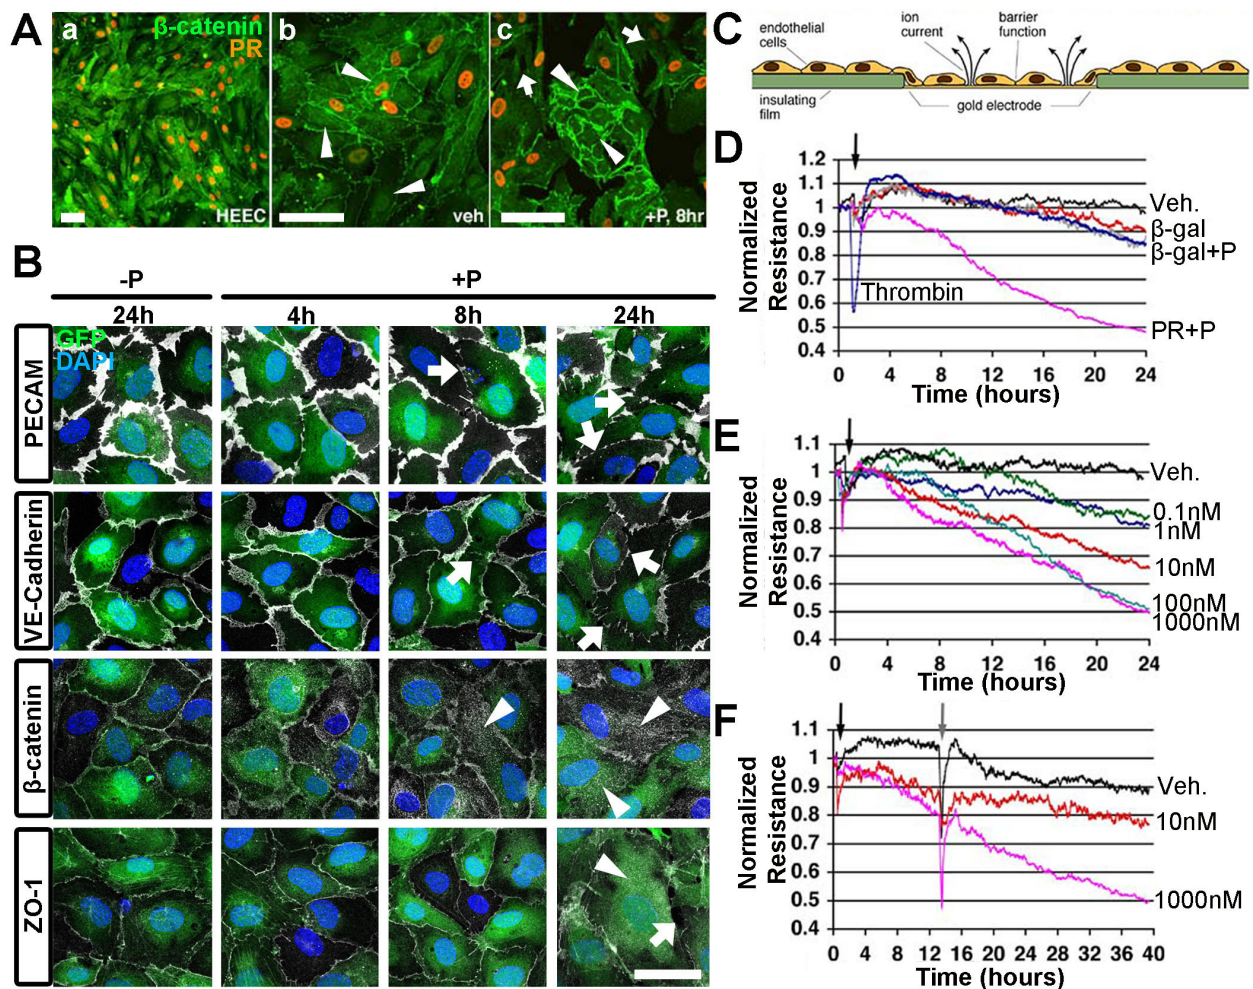 A
a
β-catenin
PR
HEEC
b
veh
c
+P, 8hr
B
-P
+P
24h
4h
8h
24h
GFP
DAPI
PECAM
VE-Cadherin
β-catenin
ZO-1
C
endothelial
cells
ion
current
barrier
function
insulating
film
gold electrode
D
Normalized
Resistance
1.2
1.1
1
0.9
0.8
0.7
0.6
0.5
0.4
Thrombin
Veh.
β-gal
β-gal+P
PR+P
0 4 8 12 16 20 24
Time (hours)
E
Normalized
Resistance
1.1
1
0.9
0.8
0.7
0.6
0.5
0.4
Veh.
0.1nM
1nM
10nM
100nM
1000nM
0 4 8 12 16 20 24
Time (hours)
F
Normalized
Resistance
1.1
1
0.9
0.8
0.7
0.6
0.5
0.4
Veh.
10nM
1000nM
0 4 8 12 16 20 24 28 32 36 40
Time (hours)